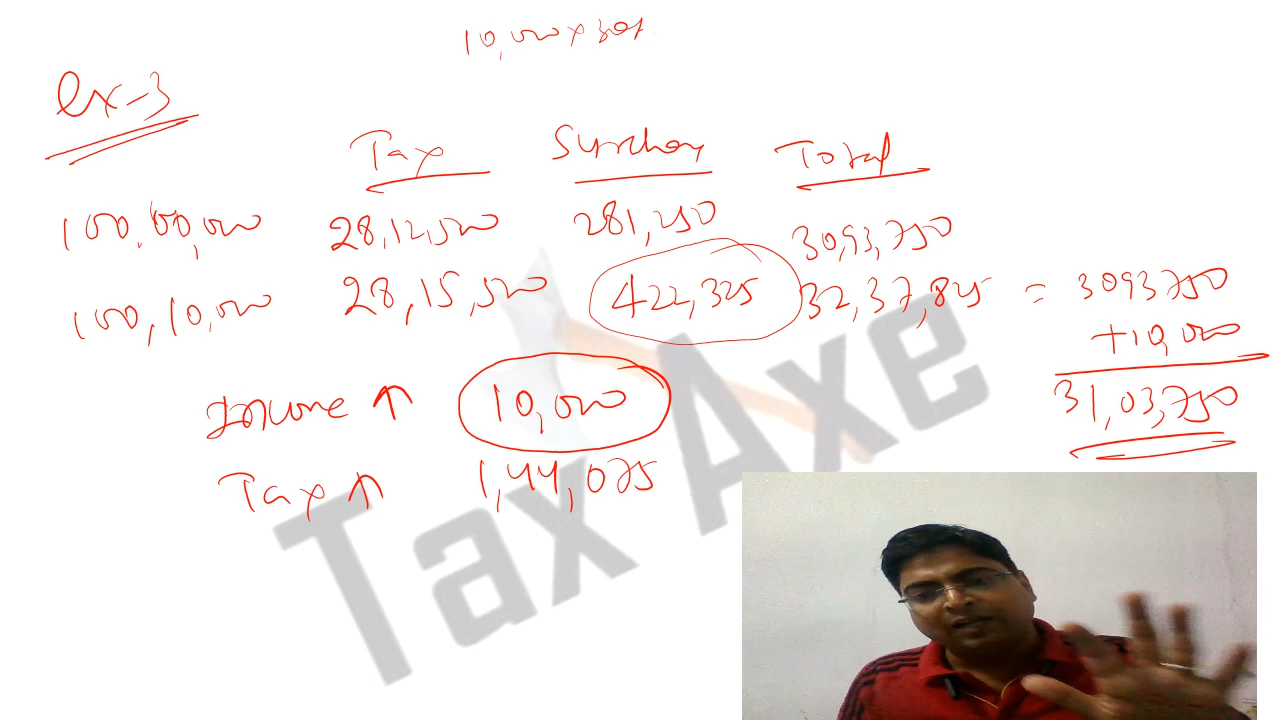 10,000 x 30%
Ex-3
Tax Surcharge Total
100,00,000 28,12,500 281,250 30,93,750
100,10,000 28,15,500 422,325 32,37,825 = 3093750
+10,000
31,03,750
Income ↑ 10,000
Tax ↑ 1,44,075
Tax Axe